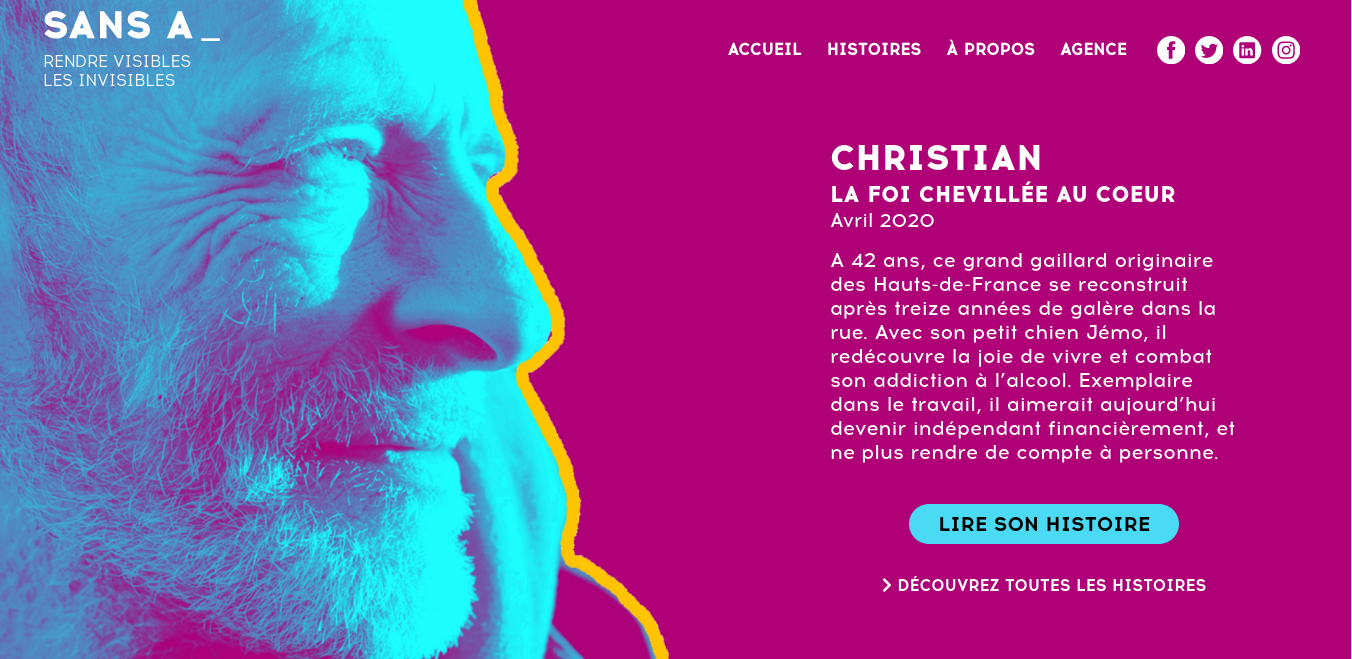 SANS A_
RENDRE VISIBLES
LES INVISIBLES
ACCUEIL HISTOIRES À PROPOS AGENCE
CHRISTIAN
LA FOI CHEVILLÉE AU COEUR
Avril 2020
A 42 ans, ce grand gaillard originaire
des Hauts-de-France se reconstruit
après treize années de galère dans la
rue. Avec son petit chien Jémo, il
redécouvre la joie de vivre et combat
son addiction à l'alcool. Exemplaire
dans le travail, il aimerait aujourd'hui
devenir indépendant financièrement, et
ne plus rendre de compte à personne.
LIRE SON HISTOIRE
> DÉCOUVREZ TOUTES LES HISTOIRES